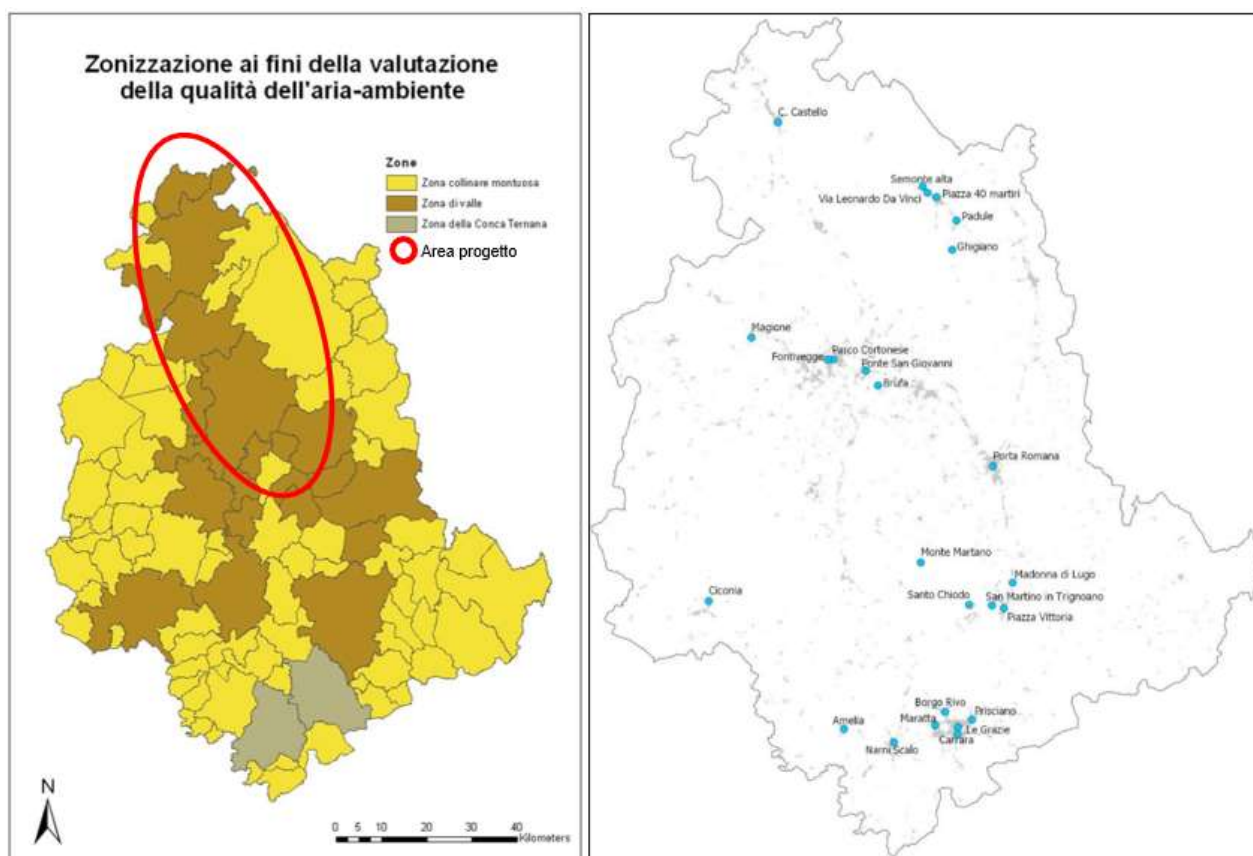 Zonizzazione ai fini della valutazione
della qualità dell'aria-ambiente
Zone
Zona collinare montuosa
Zona di valle
Zona della Conca Ternana
Area progetto
N
0 5 10 20 30 40
Kilometers
C. Castello
Semonte alta
Via Leonardo Da Vinci
Piazza 40 martiri
Padule
Ghigiano
Magione
Fontivegge
Pasco Cortonese
Ponte San Giovanni
Brufa
Porta Romana
Monte Martano
Madonna di Lugo
Ciconia
Santo Chiodo
San Martino in Trignoano
Piazza Vittoria
Borgo Rivo
Prisciano
Amelia
Maratta
Le Grazie
Carrara
Narni Scalo